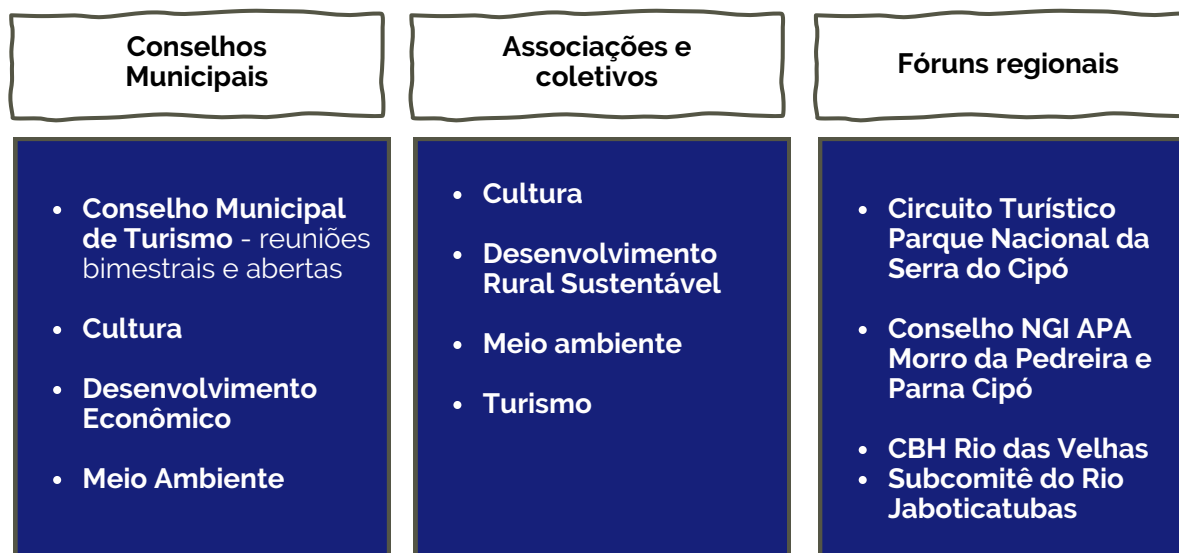 Conselhos
Municipais
• Conselho Municipal
de Turismo - reuniões
bimestrais e abertas
• Cultura
• Desenvolvimento
Econômico
• Meio Ambiente
Associações e
coletivos
• Cultura
• Desenvolvimento
Rural Sustentável
• Meio ambiente
• Turismo
Fóruns regionais
• Circuito Turístico
Parque Nacional da
Serra do Cipó
• Conselho NGI APA
Morro da Pedreira e
Parna Cipó
• CBH Rio das Velhas
• Subcomitê do Rio
Jaboticatubas